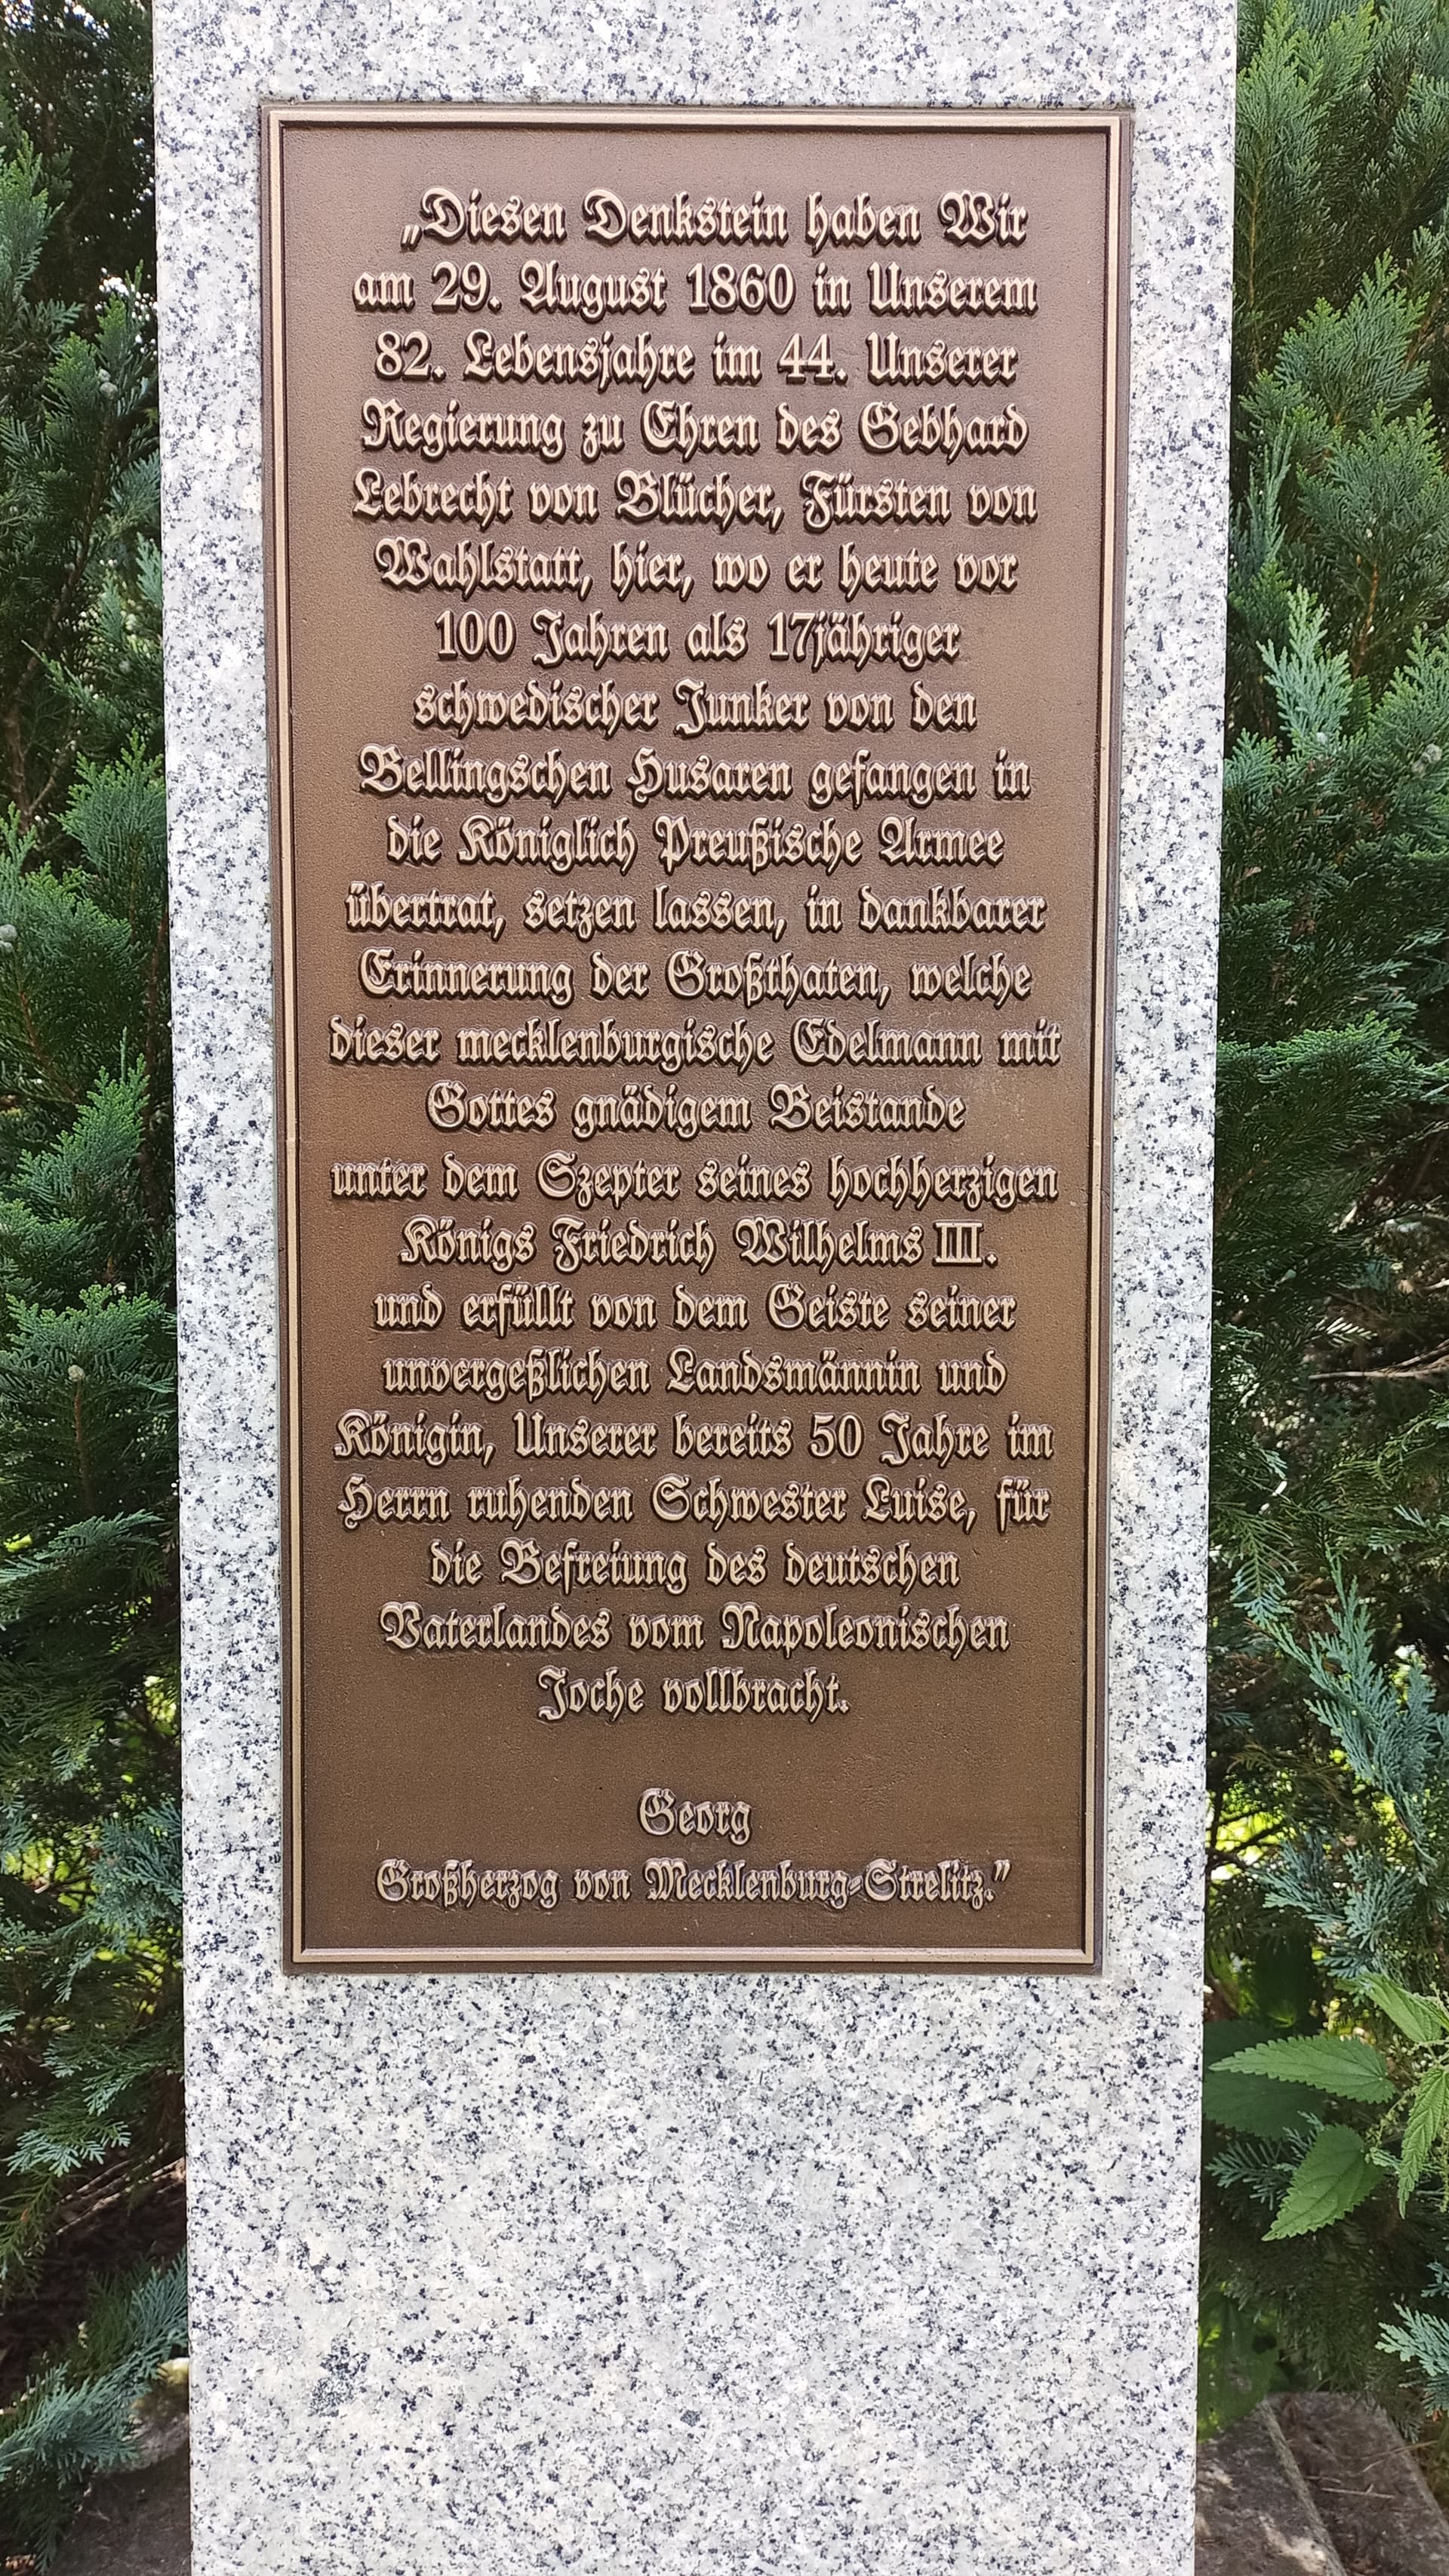 „Diesen Denkstein haben Wir
am 29. August 1860 in Unserem
82. Lebensjahre im 44. Unserer
Regierung zu Ehren des Gebhard
Lebrecht von Blücher, Fürsten von
Wahlstatt, hier, wo er heute vor
100 Jahren als 17jähriger
schwedischer Junker von den
Bellingschen Husaren gefangen in
die Königlich Preußische Armee
übertrat, setzen lassen, in dankbarer
Erinnerung der Großthaten, welche
dieser mecklenburgische Edelmann mit
Gottes gnädigem Beistande
unter dem Szepter seines hochherzigen
Königs Friedrich Wilhelms III.
und erfüllt von dem Geiste seiner
unvergeßlichen Landsmännin und
Königin, Unserer bereits 50 Jahre im
Herrn ruhenden Schwester Luise, für
die Befreiung des deutschen
Vaterlandes vom Napoleonischen
Joche vollbracht.
Georg
Großherzog von Mecklenburg-Strelitz.”